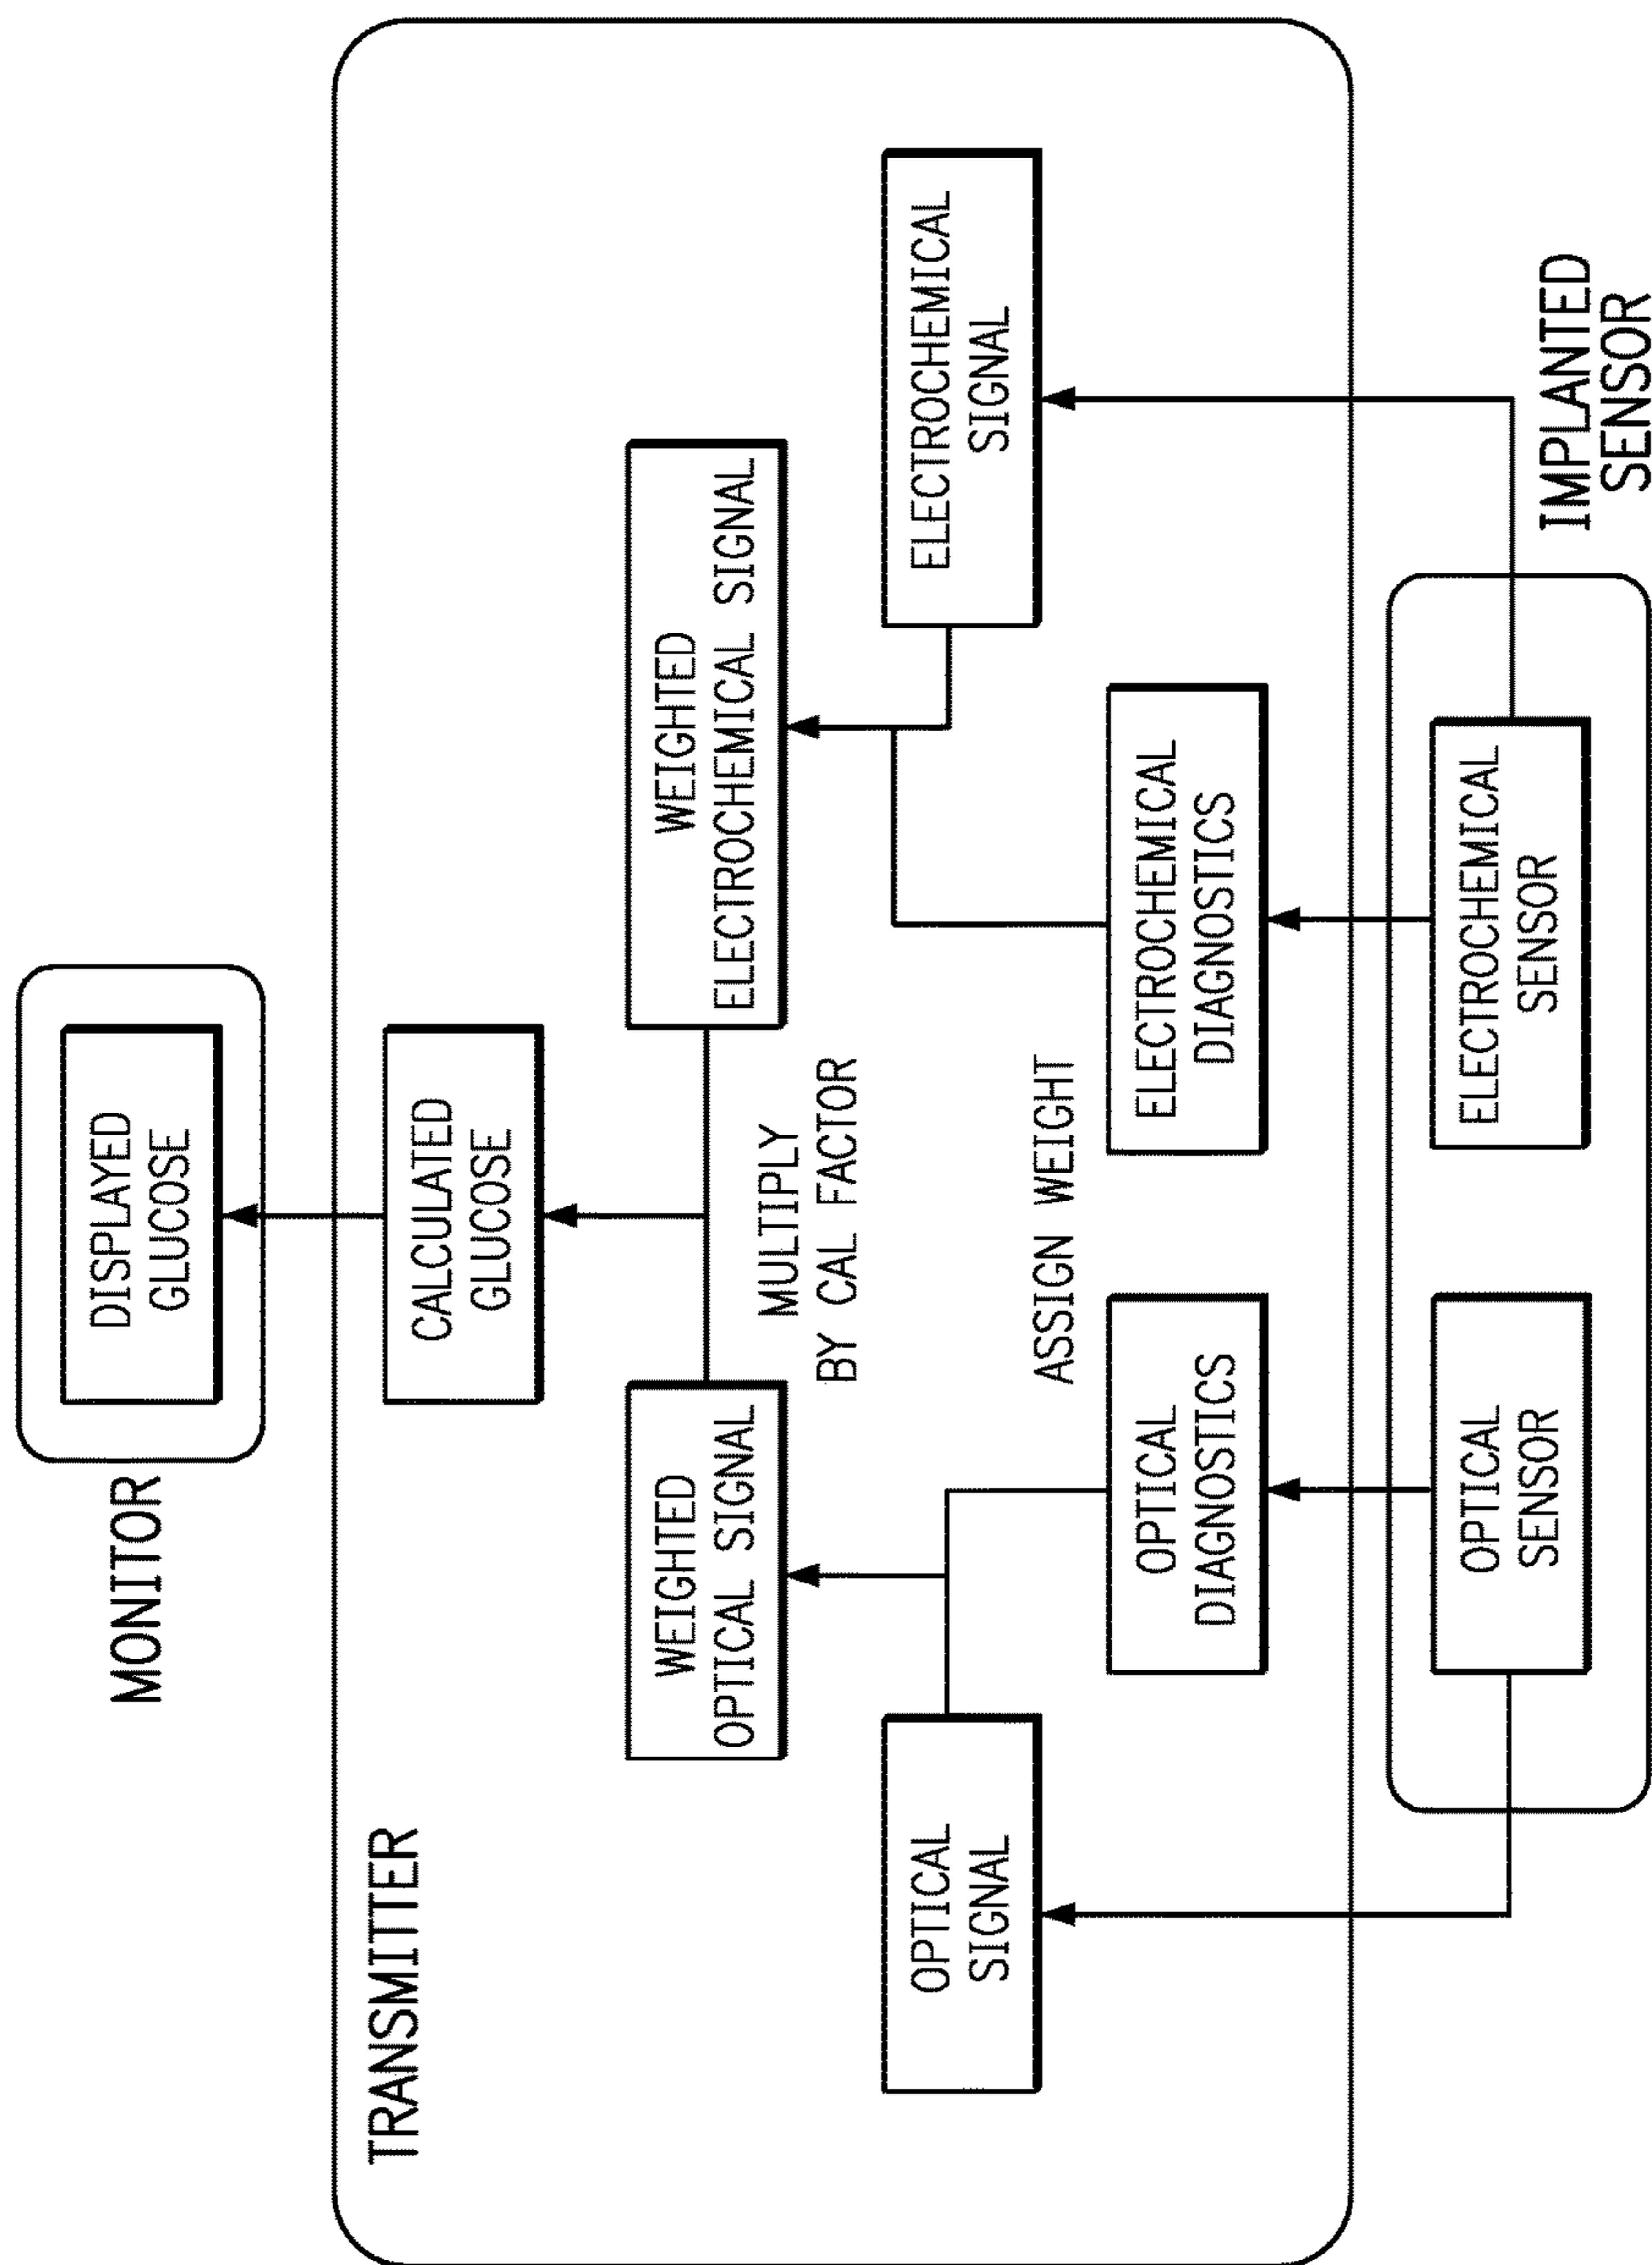 MONITOR
DISPLAYED
GLUCOSE
TRANSMITTER
CALCULATED
GLUCOSE
WEIGHTED
OPTICAL SIGNAL
MULTIPLY
BY CAL FACTOR
WEIGHTED
ELECTROCHEMICAL SIGNAL
OPTICAL
SIGNAL
ASSIGN WEIGHT
ELECTROCHEMICAL
SIGNAL
OPTICAL
DIAGNOSTICS
ELECTROCHEMICAL
DIAGNOSTICS
OPTICAL
SENSOR
ELECTROCHEMICAL
SENSOR
IMPLANTED
SENSOR